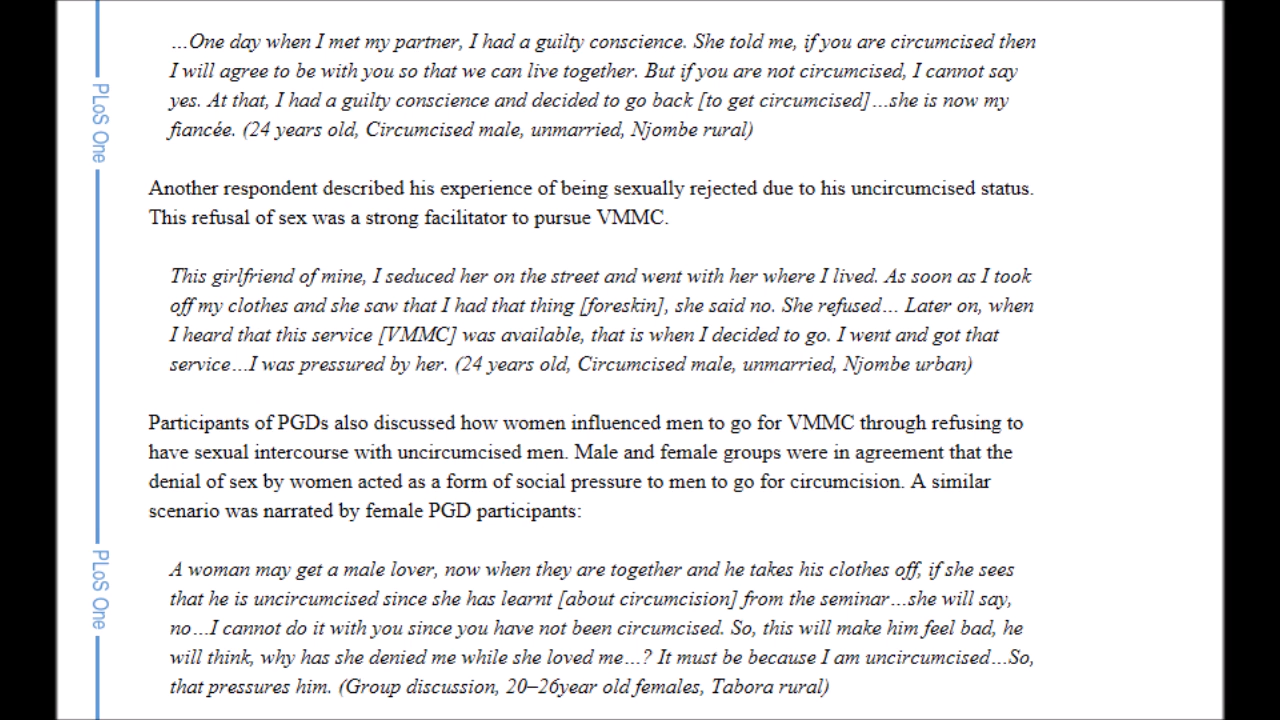 …One day when I met my partner, I had a guilty conscience. She told me, if you are circumcised then
I will agree to be with you so that we can live together. But if you are not circumcised, I cannot say
yes. At that, I had a guilty conscience and decided to go back [to get circumcised]…she is now my
fiancée. (24 years old, Circumcised male, unmarried, Njombe rural)
PLoS One
Another respondent described his experience of being sexually rejected due to his uncircumcised status.
This refusal of sex was a strong facilitator to pursue VMMC.
This girlfriend of mine, I seduced her on the street and went with her where I lived. As soon as I took
off my clothes and she saw that I had that thing [foreskin], she said no. She refused… Later on, when
I heard that this service [VMMC] was available, that is when I decided to go. I went and got that
service…I was pressured by her. (24 years old, Circumcised male, unmarried, Njombe urban)
Participants of PGDs also discussed how women influenced men to go for VMMC through refusing to
have sexual intercourse with uncircumcised men. Male and female groups were in agreement that the
denial of sex by women acted as a form of social pressure to men to go for circumcision. A similar
scenario was narrated by female PGD participants:
PLoS One
A woman may get a male lover, now when they are together and he takes his clothes off, if she sees
that he is uncircumcised since she has learnt [about circumcision] from the seminar…she will say,
no…I cannot do it with you since you have not been circumcised. So, this will make him feel bad, he
will think, why has she denied me while she loved me…? It must be because I am uncircumcised…So,
that pressures him. (Group discussion, 20–26year old females, Tabora rural)